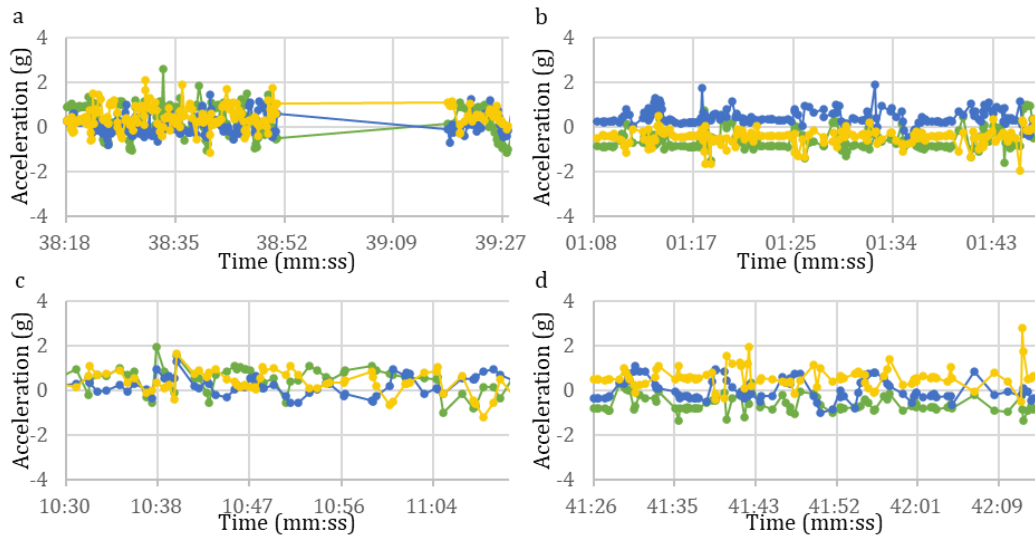 a
Acceleration (g)
4
2
0
-2
-4
38:18 38:35 38:52 39:09 39:27
Time (mm:ss)
b
Acceleration (g)
4
2
0
-2
-4
01:08 01:17 01:25 01:34 01:43
Time (mm:ss)
c
Acceleration (g)
4
2
0
-2
-4
10:30 10:38 10:47 10:56 11:04
Time (mm:ss)
d
Acceleration (g)
4
2
0
-2
-4
41:26 41:35 41:43 41:52 42:01 42:09
Time (mm:ss)